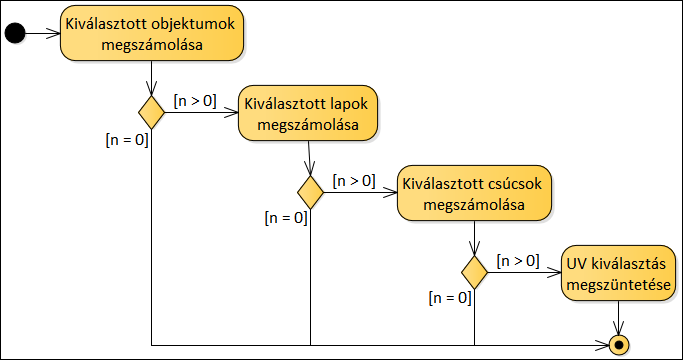 Kiválasztott objektumok
megszámolása
[n > 0]
[n = 0]
Kiválasztott lapok
megszámolása
[n > 0]
[n = 0]
Kiválasztott csúcsok
megszámolása
[n > 0]
[n = 0]
UV kiválasztás
megszüntetése